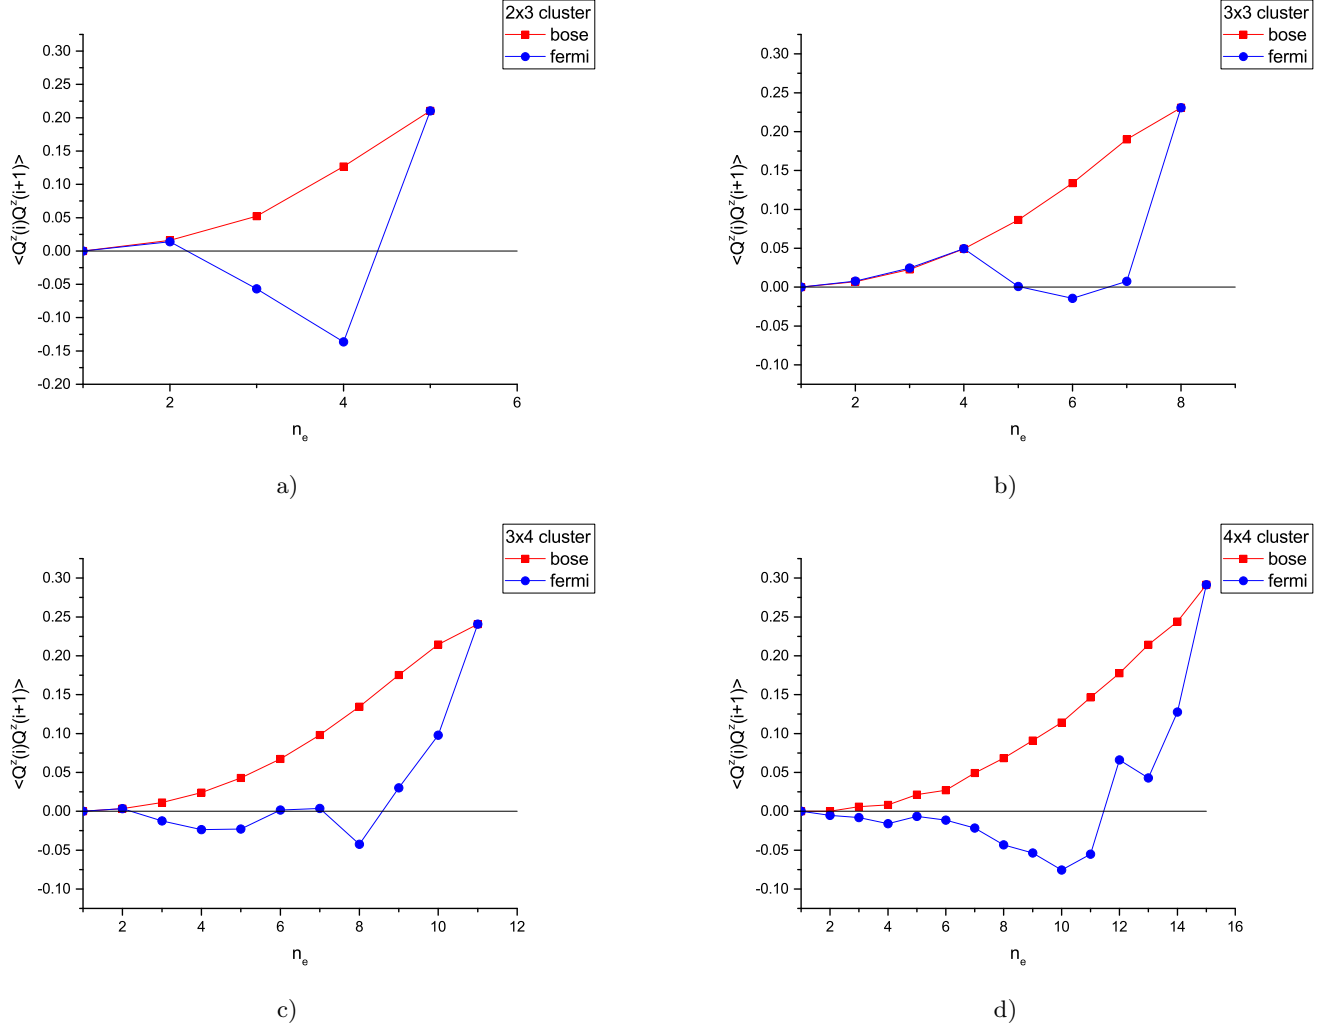 2x3 cluster
bose
fermi
<Q^z(i)Q^z(i+1)>
0.30
0.25
0.20
0.15
0.10
0.05
0.00
-0.05
-0.10
-0.15
-0.20
2
4
6
n_e
a)
3x3 cluster
bose
fermi
<Q^z(i)Q^z(i+1)>
0.30
0.25
0.20
0.15
0.10
0.05
0.00
-0.05
-0.10
2
4
6
8
n_e
b)
3x4 cluster
bose
fermi
<Q^z(i)Q^z(i+1)>
0.30
0.25
0.20
0.15
0.10
0.05
0.00
-0.05
-0.10
2
4
6
8
10
12
n_e
c)
4x4 cluster
bose
fermi
<Q^z(i)Q^z(i+1)>
0.30
0.25
0.20
0.15
0.10
0.05
0.00
-0.05
-0.10
2
4
6
8
10
12
14
16
n_e
d)